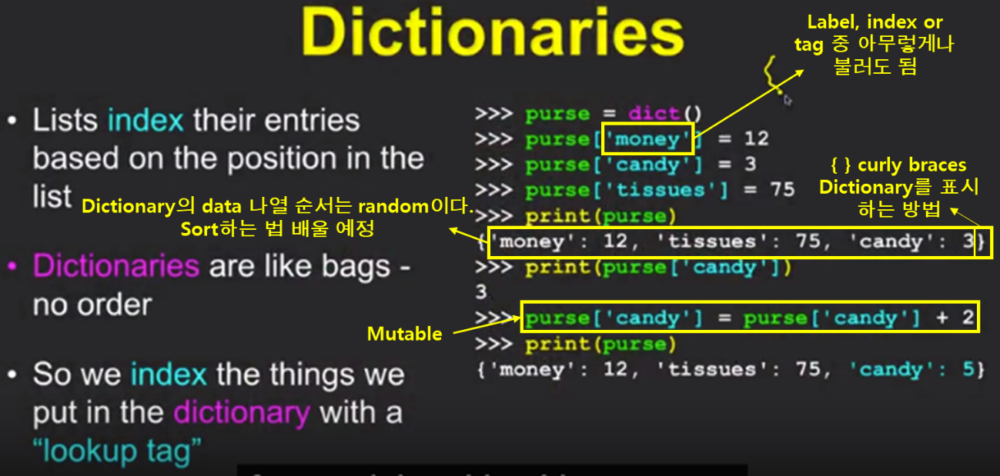 Dictionaries
Label, index or
tag 중 아무렇게나
불러도 됨
• Lists index their entries
based on the position in the
list
Dictionary의 data 나열 순서는 random이다.
Sort하는 법 배울 예정
• Dictionaries are like bags -
no order
Mutable
• So we index the things we
put in the dictionary with a
“lookup tag”
>>> purse = dict()
>>> purse['money'] = 12
>>> purse['candy'] = 3
>>> purse['tissues'] = 75
>>> print(purse)
{'money': 12, 'tissues': 75, 'candy': 3}
>>> print(purse['candy'])
3
>>> purse['candy'] = purse['candy'] + 2
>>> print(purse)
{'money': 12, 'tissues': 75, 'candy': 5}
{ } curly braces
Dictionary를 표시
하는 방법